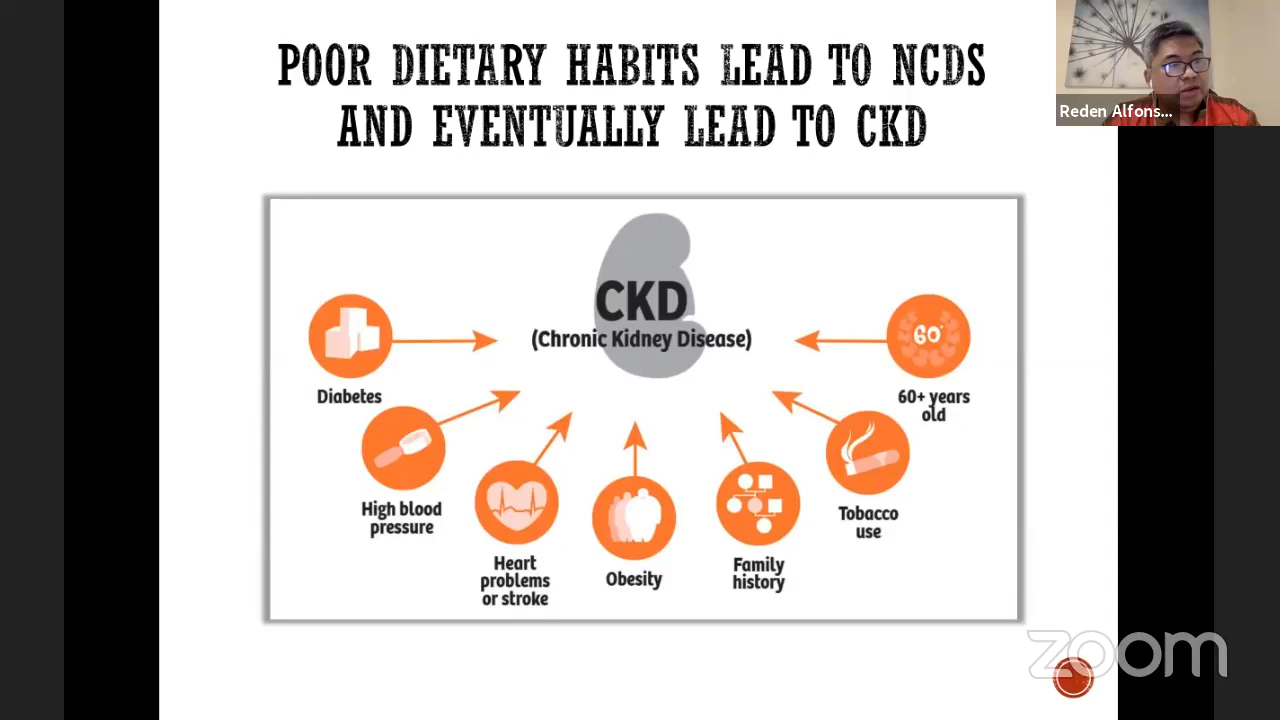 POOR DIETARY HABITS LEAD TO NCDS
AND EVENTUALLY LEAD TO CKD
Reden Alfons...
CKD
(Chronic Kidney Disease)
60+
Diabetes
60+ years
old
High blood
pressure
Tobacco
use
Heart
problems
or stroke
Obesity
Family
history
zoom